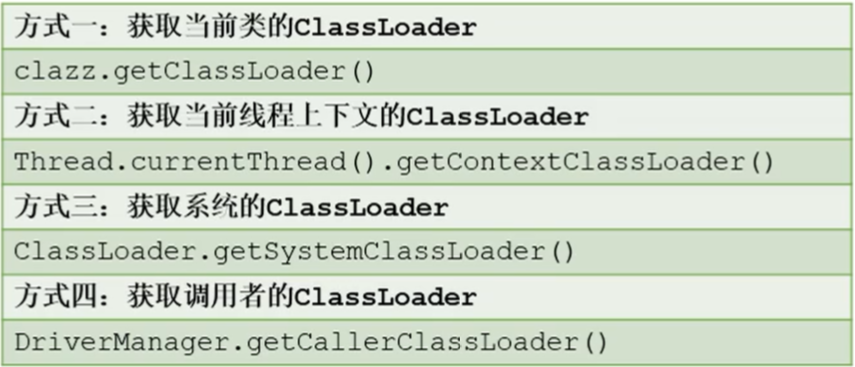 方式一：获取当前类的ClassLoader
clazz.getClassLoader()
方式二：获取当前线程上下文的ClassLoader
Thread.currentThread().getContextClassLoader()
方式三：获取系统的ClassLoader
ClassLoader.getSystemClassLoader()
方式四：获取调用者的ClassLoader
DriverManager.getCallerClassLoader()